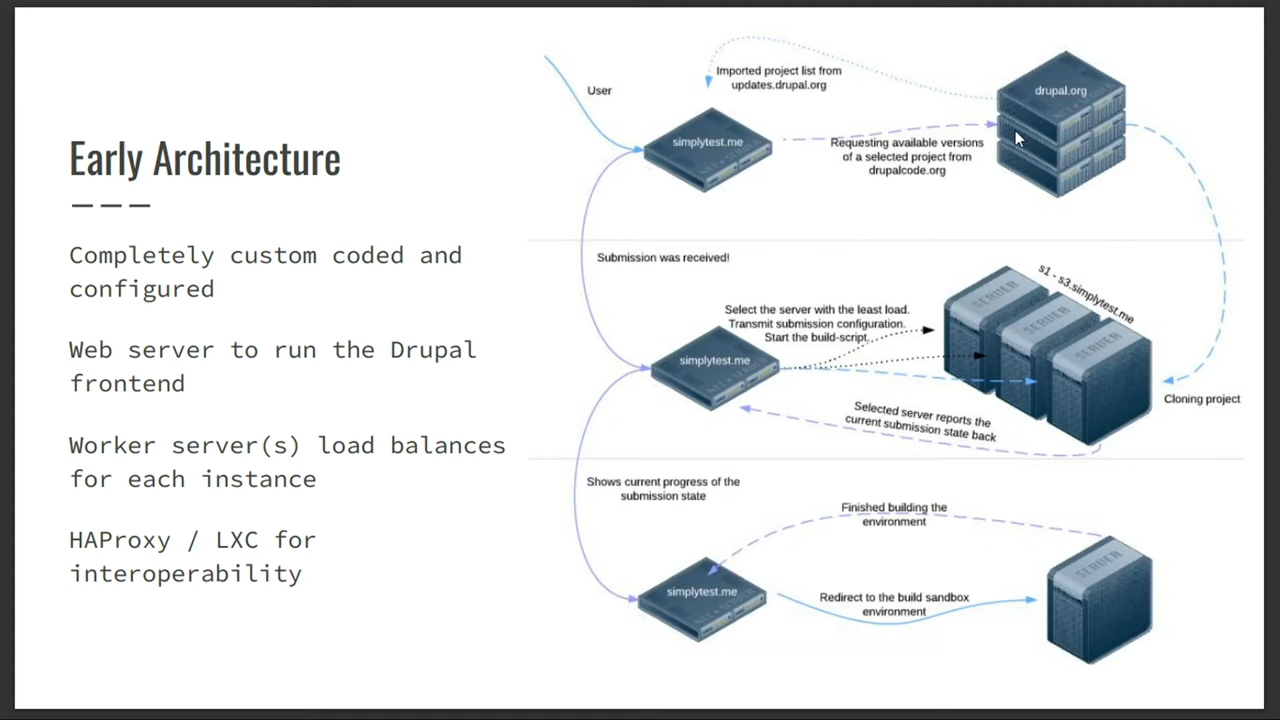 Early Architecture
Completely custom coded and
configured
Web server to run the Drupal
frontend
Worker server(s) load balances
for each instance
HAProxy / LXC for
interoperability
User
Imported project list from
updates.drupal.org
simplytest.me
drupal.org
Requesting available versions
of a selected project from
drupalcode.org
Submission was received!
Select the server with the least load.
Transmit submission configuration.
Start the build-script.
simplytest.me
SERVER
SERVER
SERVER
s1 - s3.simplytest.me
Cloning project
Selected server reports the
current submission state back
Shows current progress of the
submission state
Finished building the
environment
simplytest.me
Redirect to the build sandbox
environment
SERVER